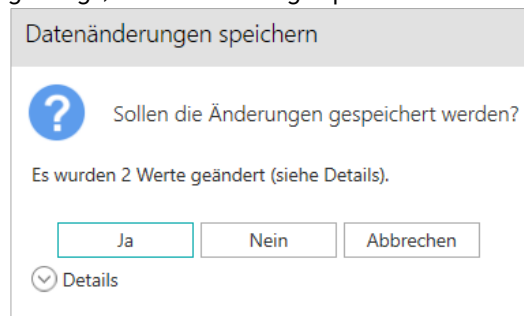 Datenänderungen speichern
?
Sollen die Änderungen gespeichert werden?
Es wurden 2 Werte geändert (siehe Details).
Ja Nein Abbrechen
Details